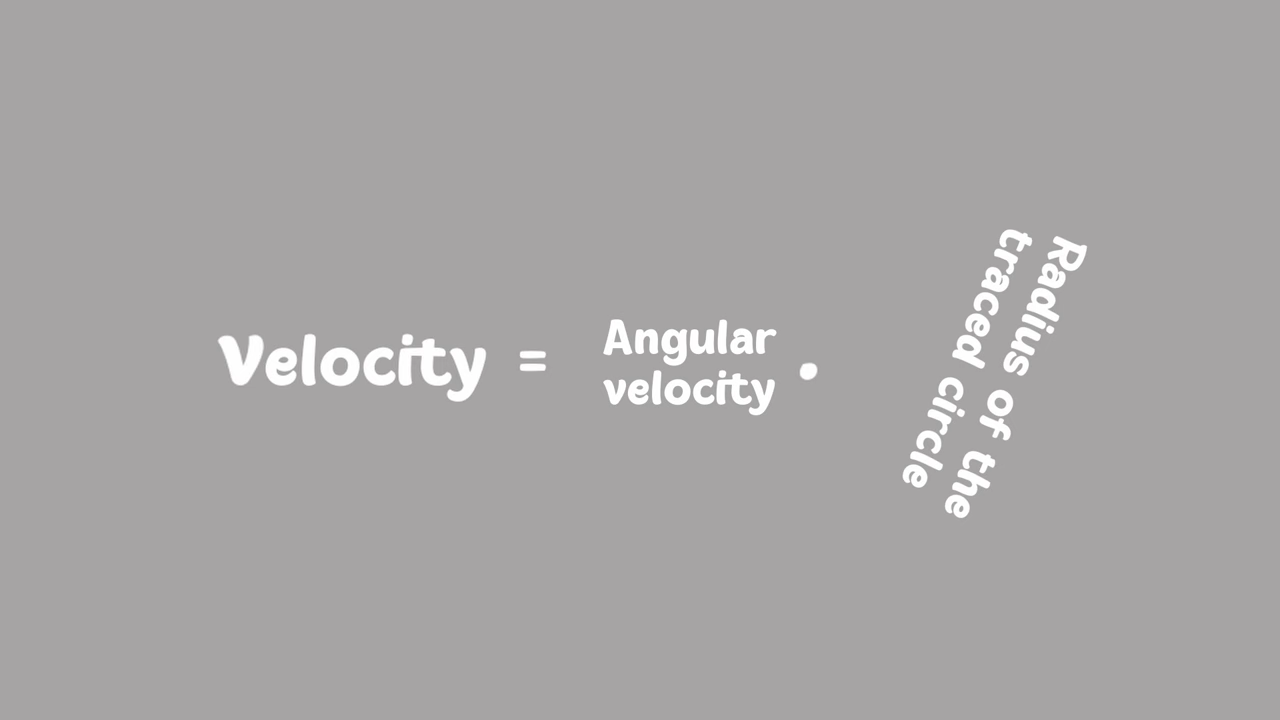 Velocity = Angular
velocity • Radius of the
traced circle